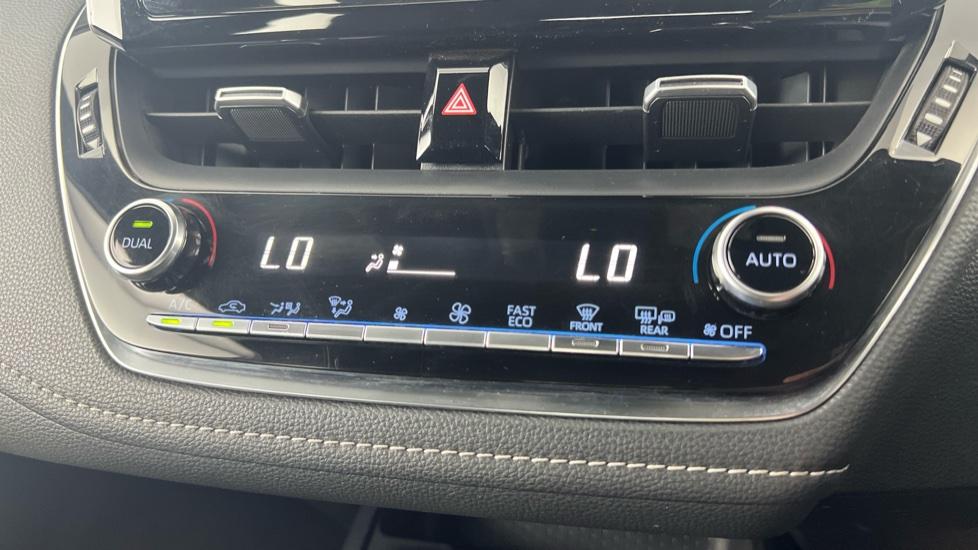 DUAL
LO
LO
AUTO
A/C
FAST
ECO
FRONT
REAR
OFF